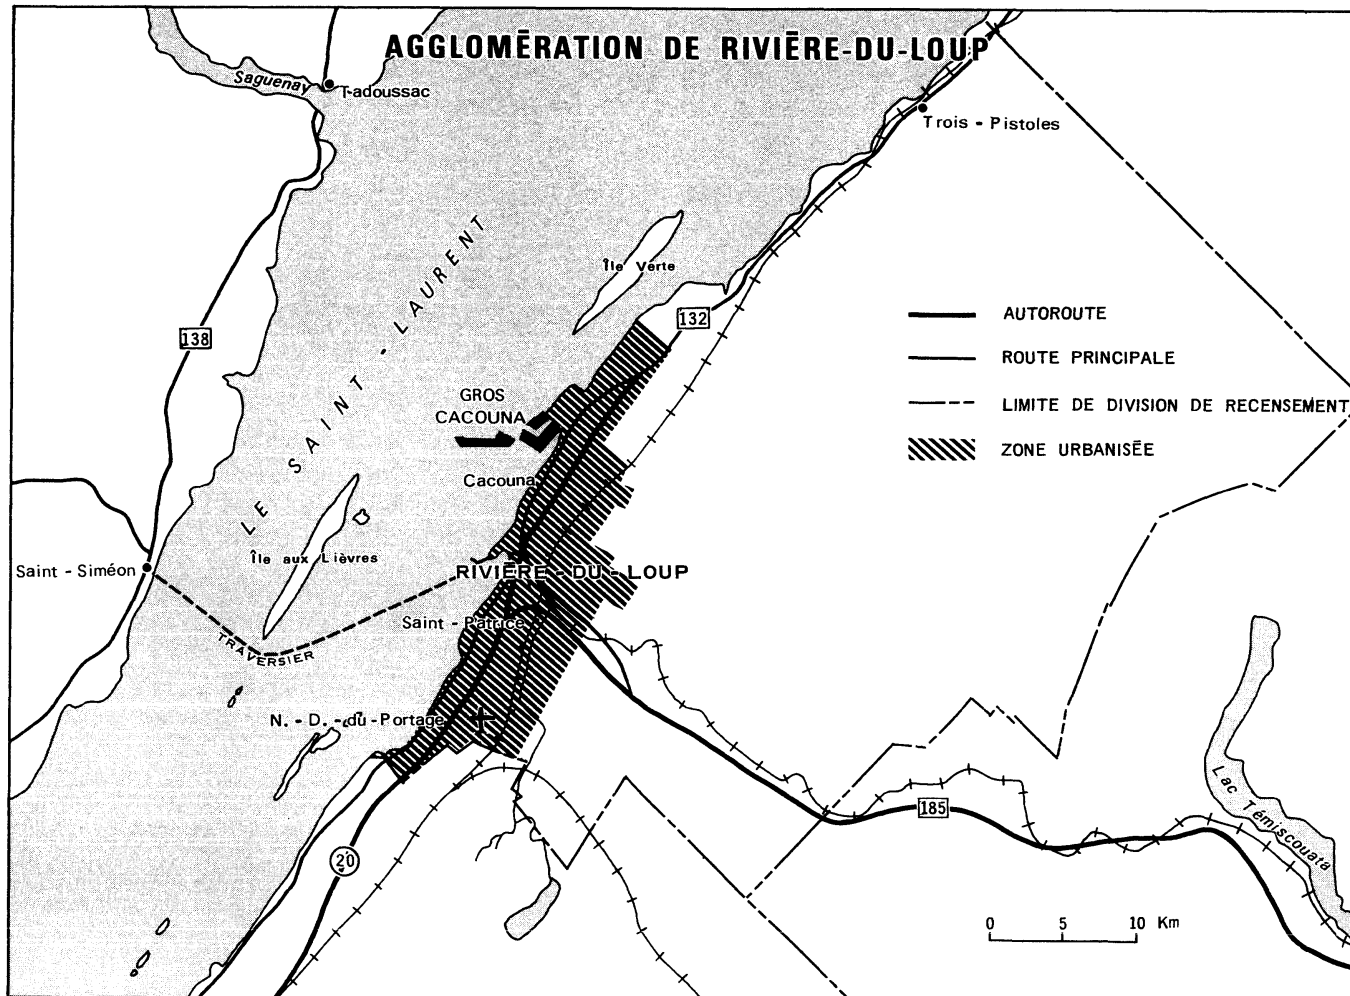 AGGLOMÉRATION DE RIVIÈRE-DU-LOUP
Saguenay
Tadoussac
Trois - Pistoles
LE SAINT - LAURENT
Île Verte
132
138
AUTOROUTE
ROUTE PRINCIPALE
LIMITE DE DIVISION DE RECENSEMENT
ZONE URBANISÉE
GROS
CACOUNA
Cacouna
Île aux Lièvres
Saint - Siméon
RIVIÈRE - DU - LOUP
Saint - Patrice
TRAVERSIER
N. - D. - du - Portage
185
Lac Témiscouata
20
0 5 10 Km